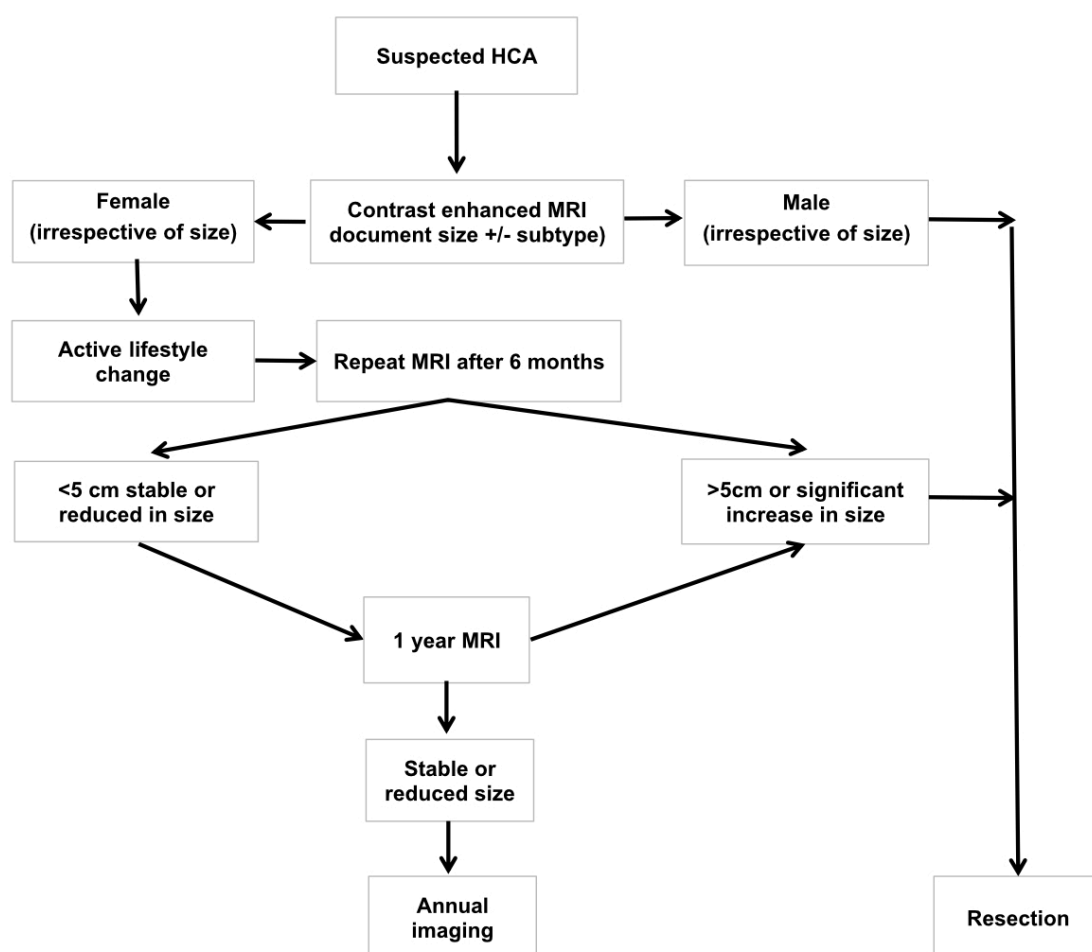 Suspected HCA
Female
(irrespective of size)
Contrast enhanced MRI
document size +/- subtype)
Male
(irrespective of size)
Active lifestyle
change
Repeat MRI after 6 months
<5 cm stable or
reduced in size
>5cm or significant
increase in size
1 year MRI
Stable or
reduced size
Annual
imaging
Resection